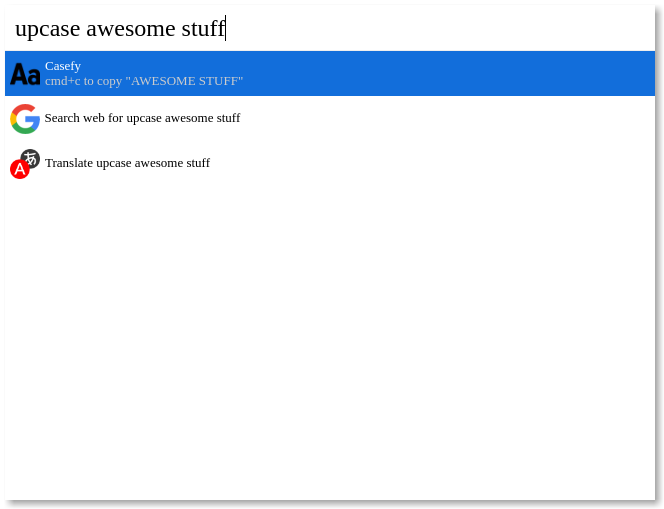 upcase awesome stuff
Aa
Casefy
cmd+c to copy "AWESOME STUFF"
G
Search web for upcase awesome stuff
あ
A
Translate upcase awesome stuff